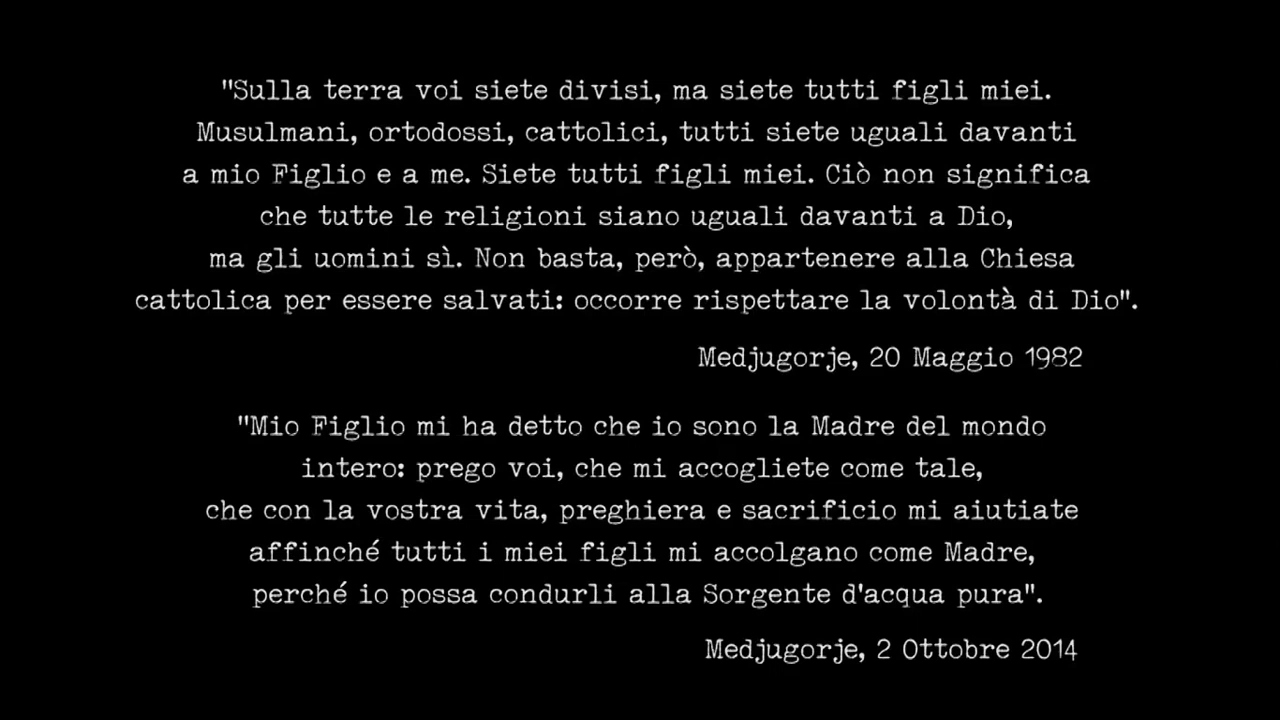 "Sulla terra voi siete divisi, ma siete tutti figli miei.
Musulmani, ortodossi, cattolici, tutti siete uguali davanti
a mio Figlio e a me. Siete tutti figli miei. Ciò non significa
che tutte le religioni siano uguali davanti a Dio,
ma gli uomini sì. Non basta, però, appartenere alla Chiesa
cattolica per essere salvati: occorre rispettare la volontà di Dio".
Medjugorje, 20 Maggio 1982
"Mio Figlio mi ha detto che io sono la Madre del mondo
intero: prego voi, che mi accogliete come tale,
che con la vostra vita, preghiera e sacrificio mi aiutiate
affinché tutti i miei figli mi accolgano come Madre,
perché io possa condurli alla Sorgente d'acqua pura".
Medjugorje, 2 Ottobre 2014